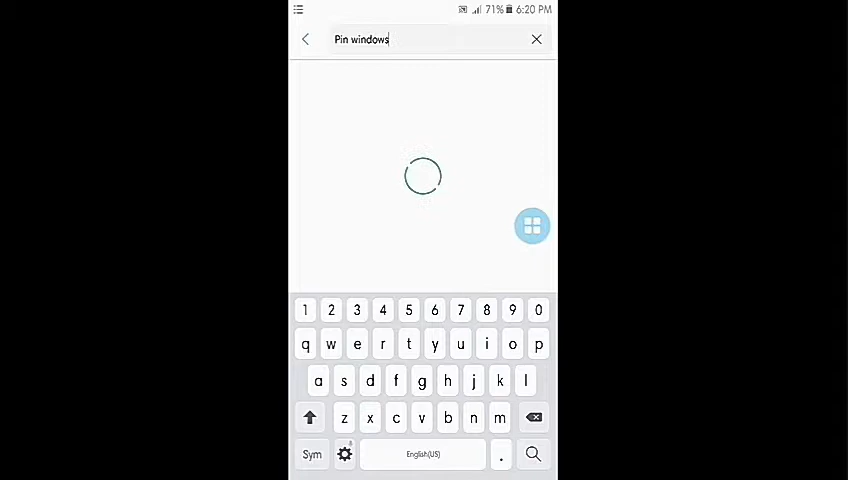 71% 6:20 PM
Pin windows
1 2 3 4 5 6 7 8 9 0
q w e r t y u i o p
a s d f g h j k l
z x c v b n m
Sym English(US) .